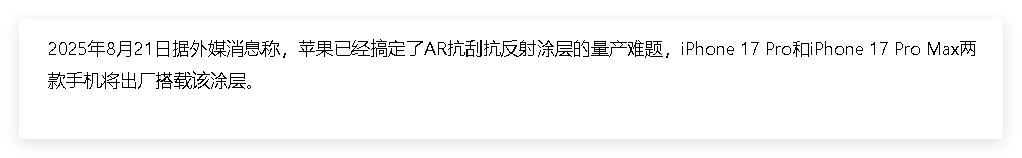 2025年8月21日据外媒消息称，苹果已经搞定了AR抗刮抗反射涂层的量产难题，iPhone 17 Pro和iPhone 17 Pro Max两
款手机将出厂搭载该涂层。